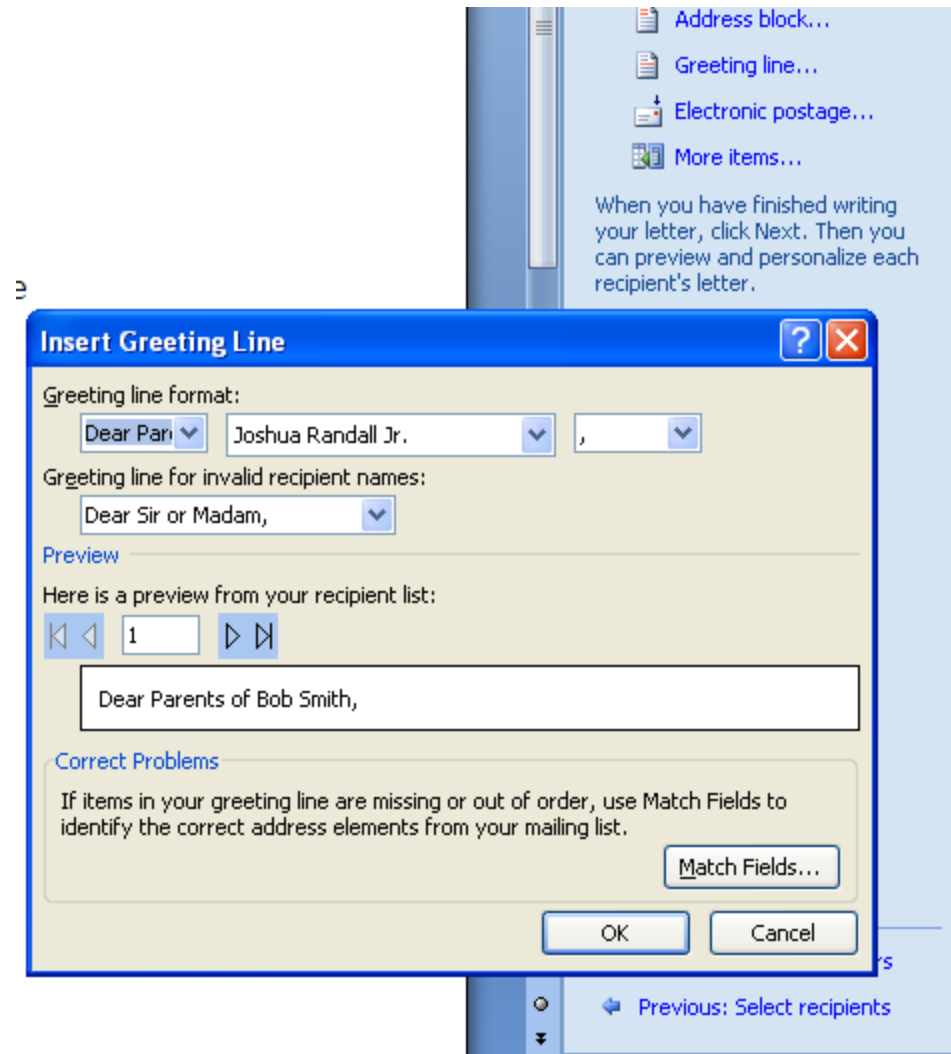 Address block...
Greeting line...
Electronic postage...
More items...
When you have finished writing
your letter, click Next. Then you
can preview and personalize each
recipient's letter.
e
Insert Greeting Line
Greeting line format:
Dear Par Joshua Randall Jr. ,
Greeting line for invalid recipient names:
Dear Sir or Madam,
Preview
Here is a preview from your recipient list:
1
Dear Parents of Bob Smith,
Correct Problems
If items in your greeting line are missing or out of order, use Match Fields to
identify the correct address elements from your mailing list.
Match Fields...
OK Cancel
rs
Previous: Select recipients